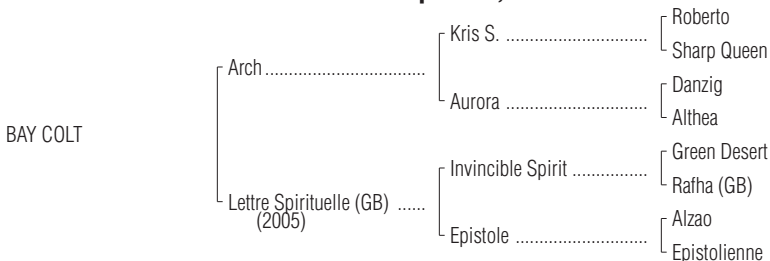 Roberto
Kris S. ..............................
Sharp Queen
Arch..................................
Danzig
Aurora ..............................
Althea
BAY COLT
Green Desert
Invincible Spirit ................
Rafha (GB)
Lettre Spirituelle (GB) ......
(2005)
Alzao
Epistole ............................
Epistolienne